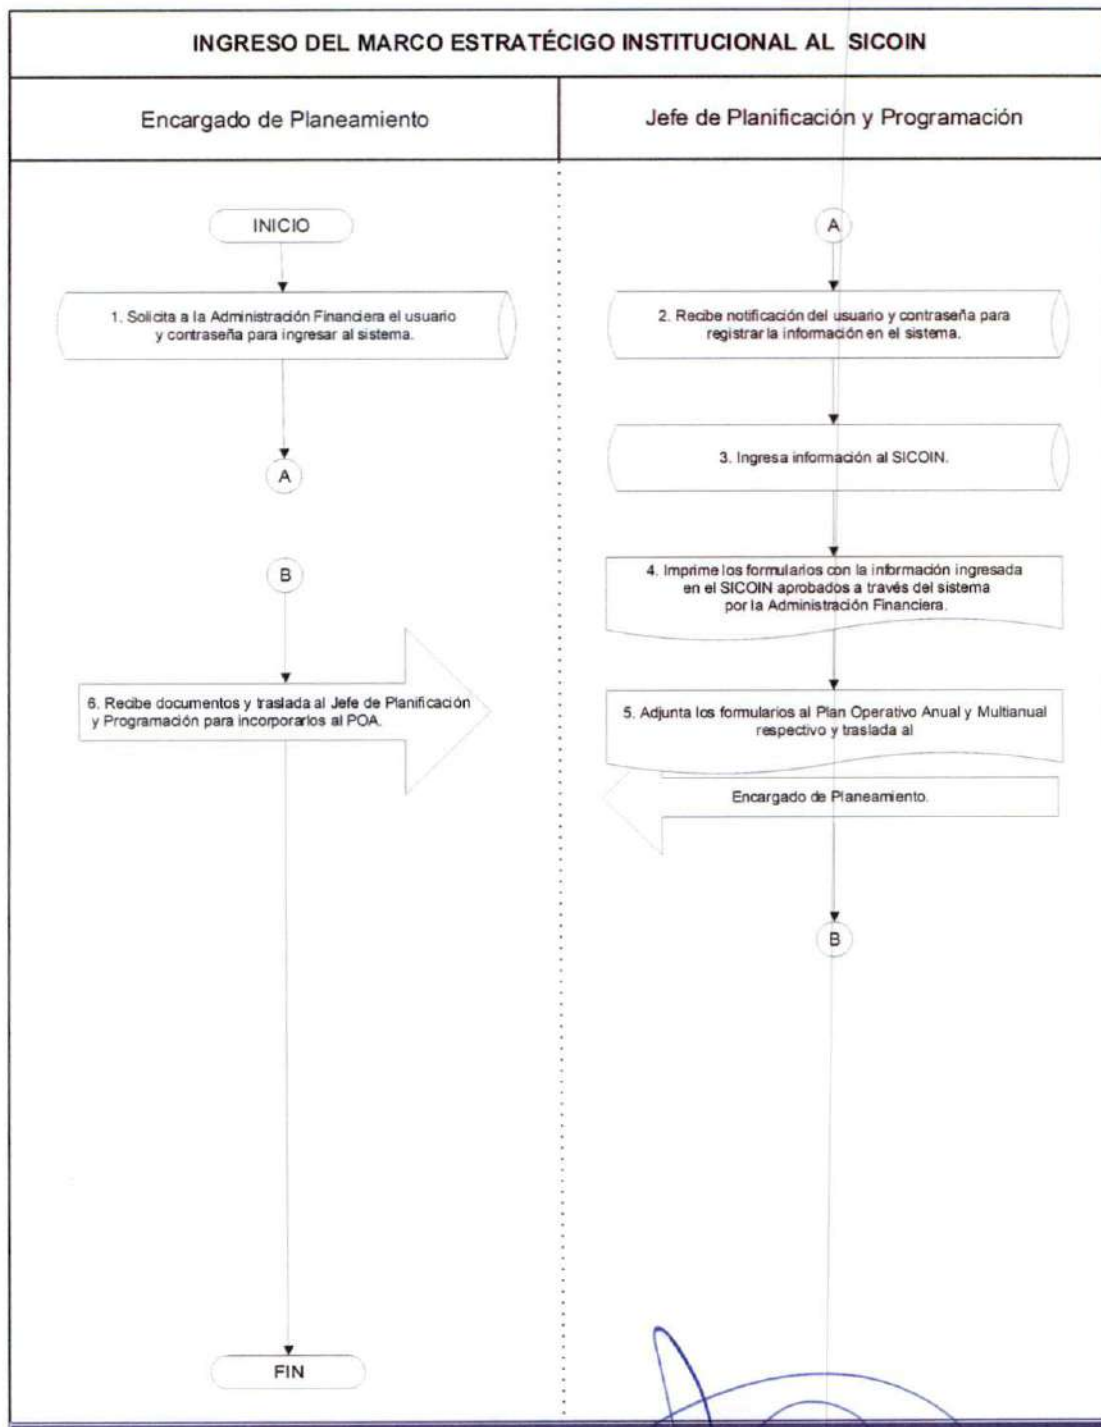 INGRESO DEL MARCO ESTRATÉCIGO INSTITUCIONAL AL SICOIN
Encargado de Planeamiento
Jefe de Planificación y Programación
INICIO
1. Solicita a la Administración Financiera el usuario
y contraseña para ingresar al sistema.
A
B
6. Recibe documentos y traslada al Jefe de Planificación
y Programación para incorporarlos al POA.
FIN
A
2. Recibe notificación del usuario y contraseña para
registrar la información en el sistema.
3. Ingresa información al SICOIN.
4. Imprime los formularios con la información ingresada
en el SICOIN aprobados a través del sistema
por la Administración Financiera.
5. Adjunta los formularios al Plan Operativo Anual y Multianual
respectivo y traslada al
Encargado de Planeamiento.
B